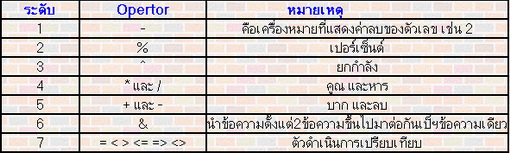 ระดับ Opertor หมายเหตุ
1 - คือเครื่องหมายที่แสดงค่าลบของตัวเลข เช่น 2
2 % เปอร์เซ็นต์
3 ^ ยกกำลัง
4 * และ / คูณ และหาร
5 + และ - บาก และลบ
6 & นำข้อความตั้งแต่2ข้อความขึ้นไปมาต่อกันเป็ฯข้อความเดียว
7 = < > <= => <> ตัวดำเนินการเปรียบเทียบ